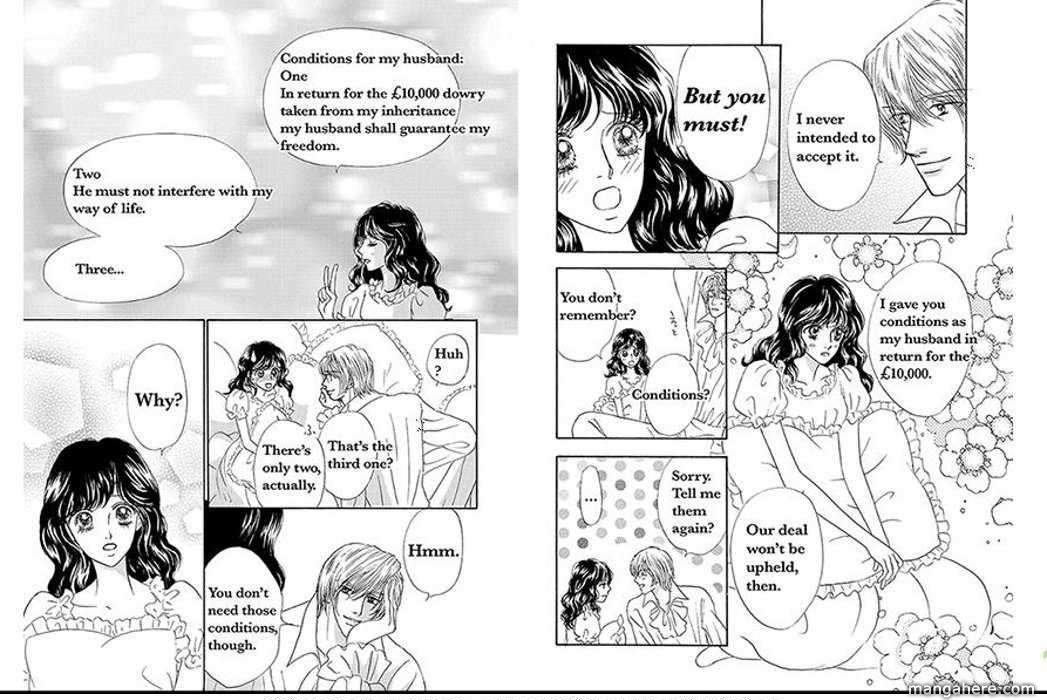 I never
intended to
accept it.
But you
must!
I gave you
conditions as
my husband in
return for the
£10,000.
Our deal
won't be
upheld,
then.
Conditions?
You don't
remember?
Sorry.
Tell me
them
again?
...
Conditions for my husband:
One
In return for the £10,000 dowry
taken from my inheritance
my husband shall guarantee my
freedom.
Two
He must not interfere with my
way of life.
Three...
Huh
?
That's the
third one?
There's
only two,
actually.
Hmm.
You don't
need those
conditions,
though.
Why?
mangahere.com